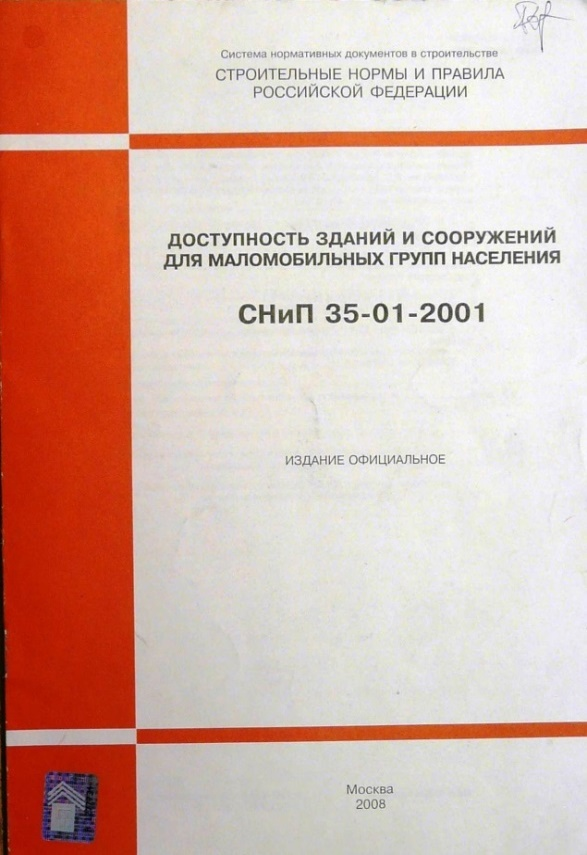 Система нормативных документов в строительстве
СТРОИТЕЛЬНЫЕ НОРМЫ И ПРАВИЛА
РОССИЙСКОЙ ФЕДЕРАЦИИ
ДОСТУПНОСТЬ ЗДАНИЙ И СООРУЖЕНИЙ
ДЛЯ МАЛОМОБИЛЬНЫХ ГРУПП НАСЕЛЕНИЯ
СНиП 35-01-2001
ИЗДАНИЕ ОФИЦИАЛЬНОЕ
Москва
2008